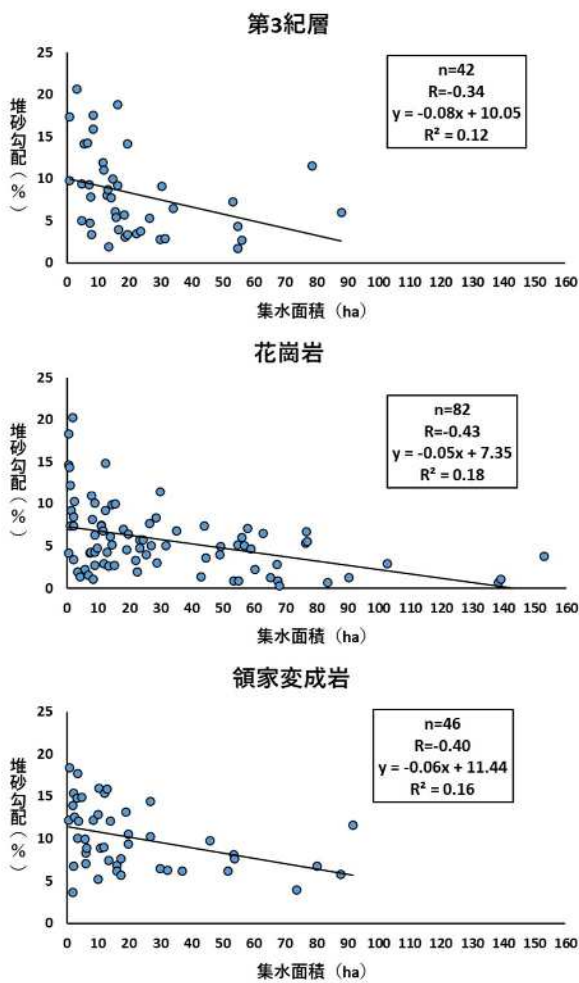 第3紀層
25
20
15
10
5
0
堆砂勾配（%）
n=42
R=-0.34
y = -0.08x + 10.05
R² = 0.12
0 10 20 30 40 50 60 70 80 90 100 110 120 130 140 150 160
集水面積（ha）
花崗岩
25
20
15
10
5
0
堆砂勾配（%）
n=82
R=-0.43
y = -0.05x + 7.35
R² = 0.18
0 10 20 30 40 50 60 70 80 90 100 110 120 130 140 150 160
集水面積（ha）
領家変成岩
25
20
15
10
5
0
堆砂勾配（%）
n=46
R=-0.40
y = -0.06x + 11.44
R² = 0.16
0 10 20 30 40 50 60 70 80 90 100 110 120 130 140 150 160
集水面積（ha）